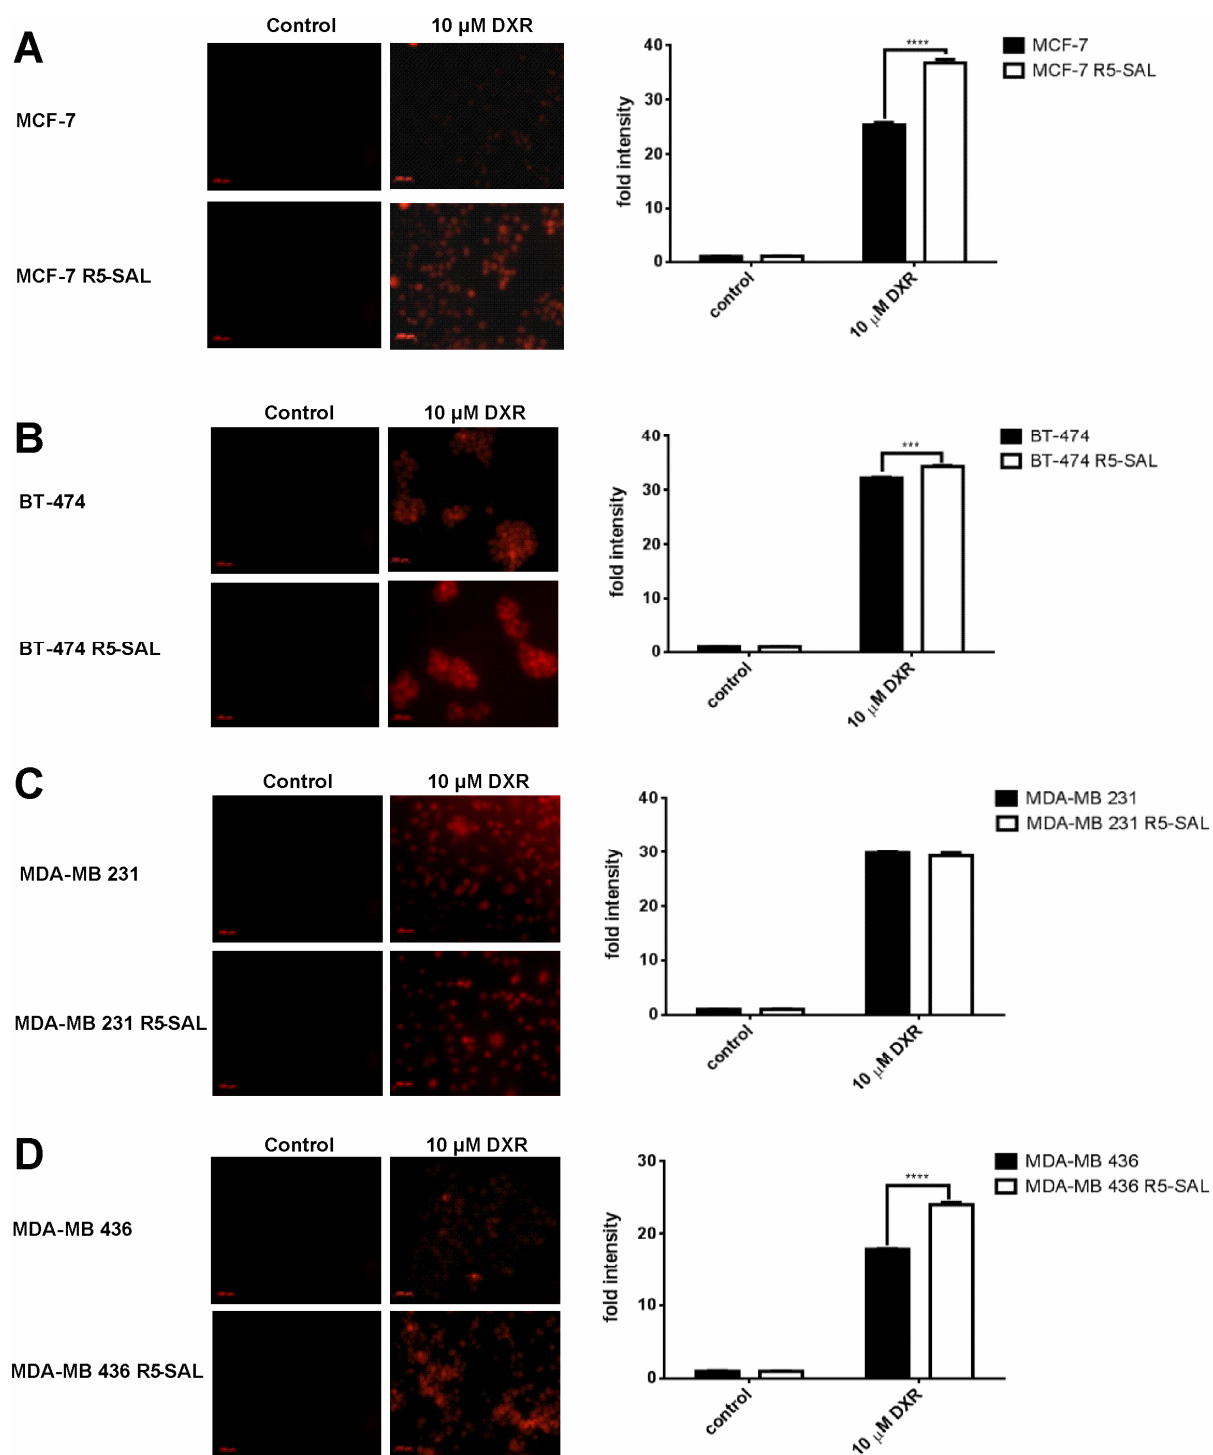 A
Control
10 µM DXR
MCF-7
MCF-7 R5-SAL
fold intensity
40
30
20
10
0
****
control
10 µM DXR
MCF-7
MCF-7 R5-SAL
B
Control
10 µM DXR
BT-474
BT-474 R5-SAL
fold intensity
40
30
20
10
0
***
control
10 µM DXR
BT-474
BT-474 R5-SAL
C
Control
10 µM DXR
MDA-MB 231
MDA-MB 231 R5-SAL
fold intensity
40
30
20
10
0
control
10 µM DXR
MDA-MB 231
MDA-MB 231 R5-SAL
D
Control
10 µM DXR
MDA-MB 436
MDA-MB 436 R5-SAL
fold intensity
30
20
10
0
****
control
10 µM DXR
MDA-MB 436
MDA-MB 436 R5-SAL